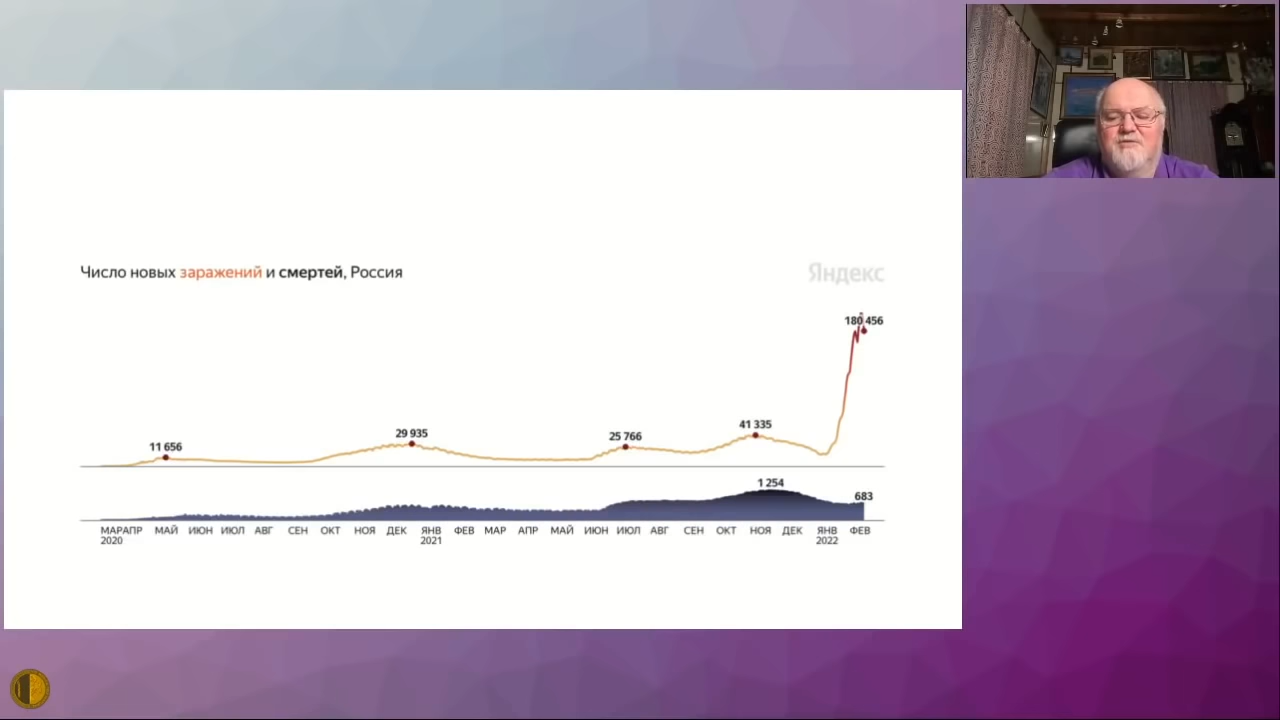 Число новых заражений и смертей, Россия
Яндекс
180 456
11 656
29 935
25 766
41 335
1 254
683
МАР АПР МАЙ ИЮН ИЮЛ АВГ СЕН ОКТ НОЯ ДЕК ЯНВ ФЕВ МАР АПР МАЙ ИЮН ИЮЛ АВГ СЕН ОКТ НОЯ ДЕК ЯНВ ФЕВ
2020 2021 2022